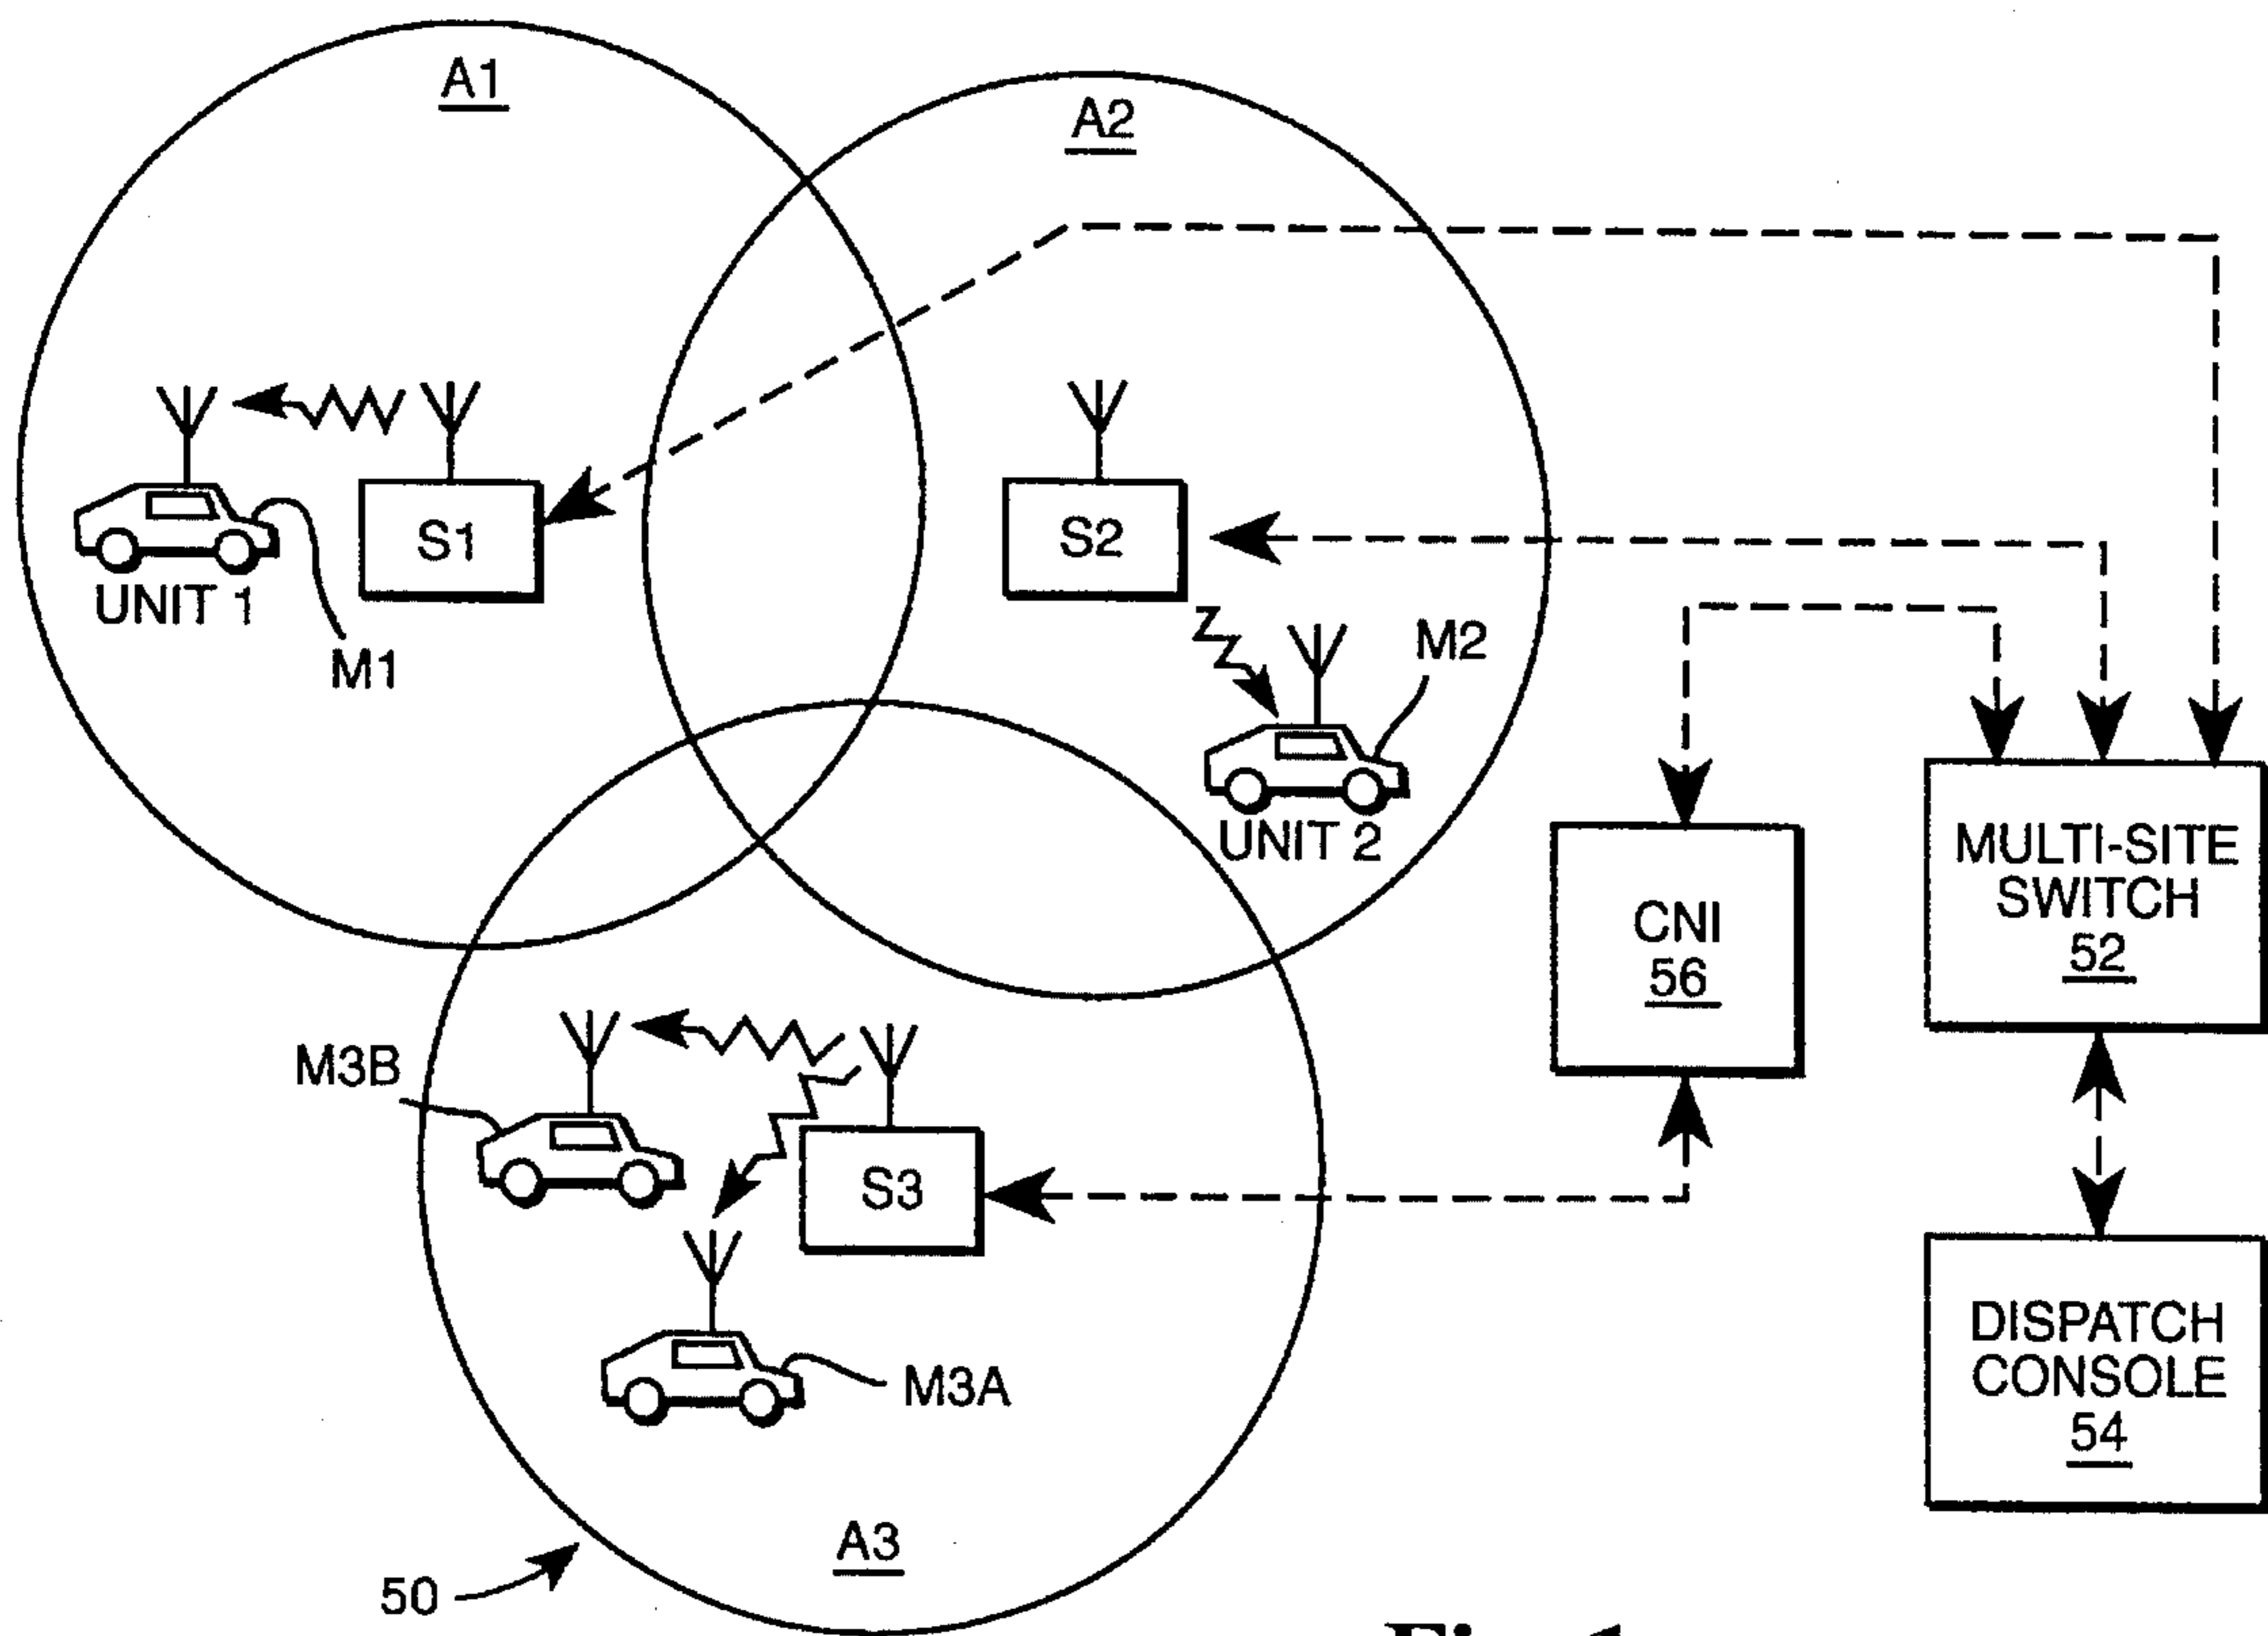 A1
A2
S1
S2
UNIT 1
M1
M2
UNIT 2
MULTI-SITE
SWITCH
52
CNI
56
M3B
S3
M3A
DISPATCH
CONSOLE
54
A3
50